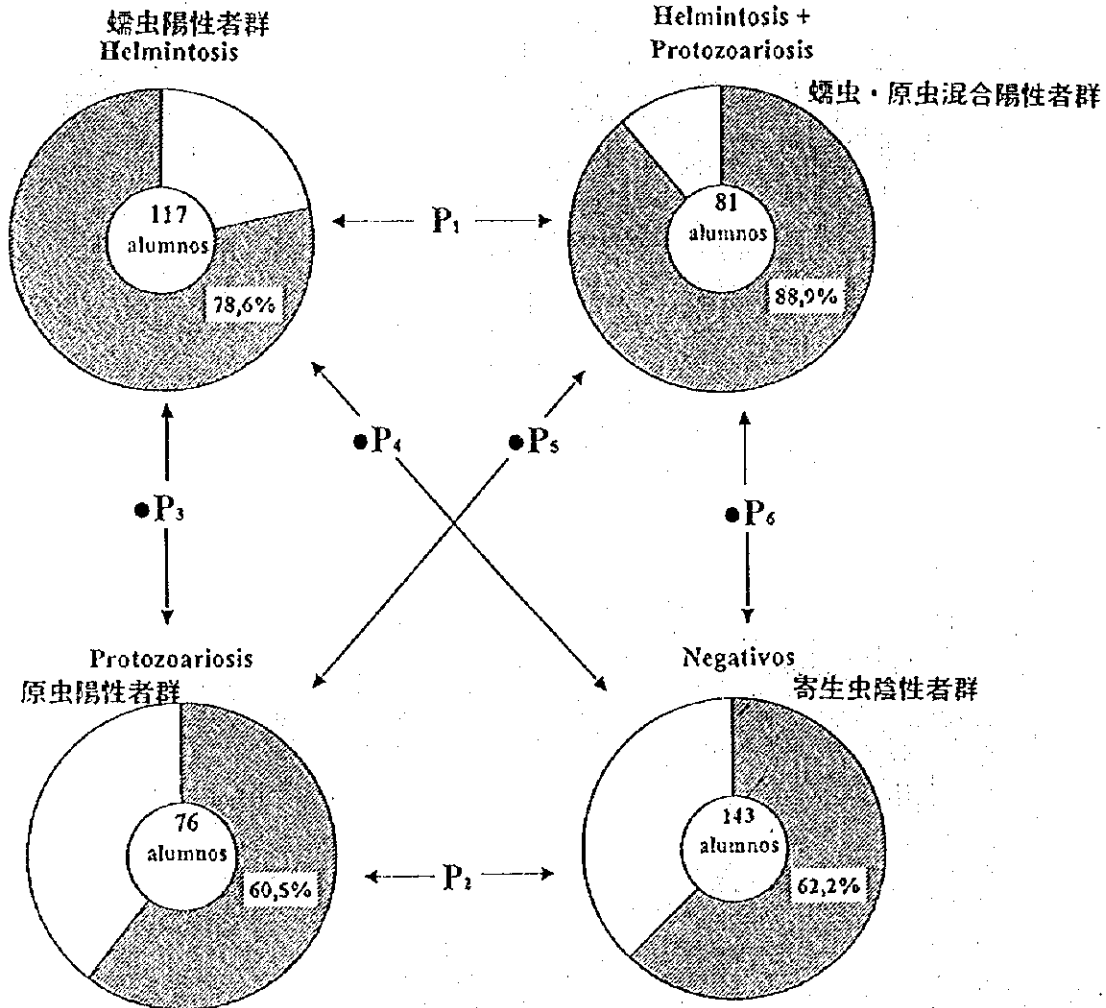 蠕虫陽性者群
Helmintosis
Helmintosis +
Protozoariosis
蠕虫・原虫混合陽性者群
117
alumnos
78,6%
P₁
81
alumnos
88,9%
●P₄
●P₅
●P₃
●P₆
Protozoariosis
原虫陽性者群
Negativos
寄生虫陰性者群
76
alumnos
60,5%
P₂
143
alumnos
62,2%